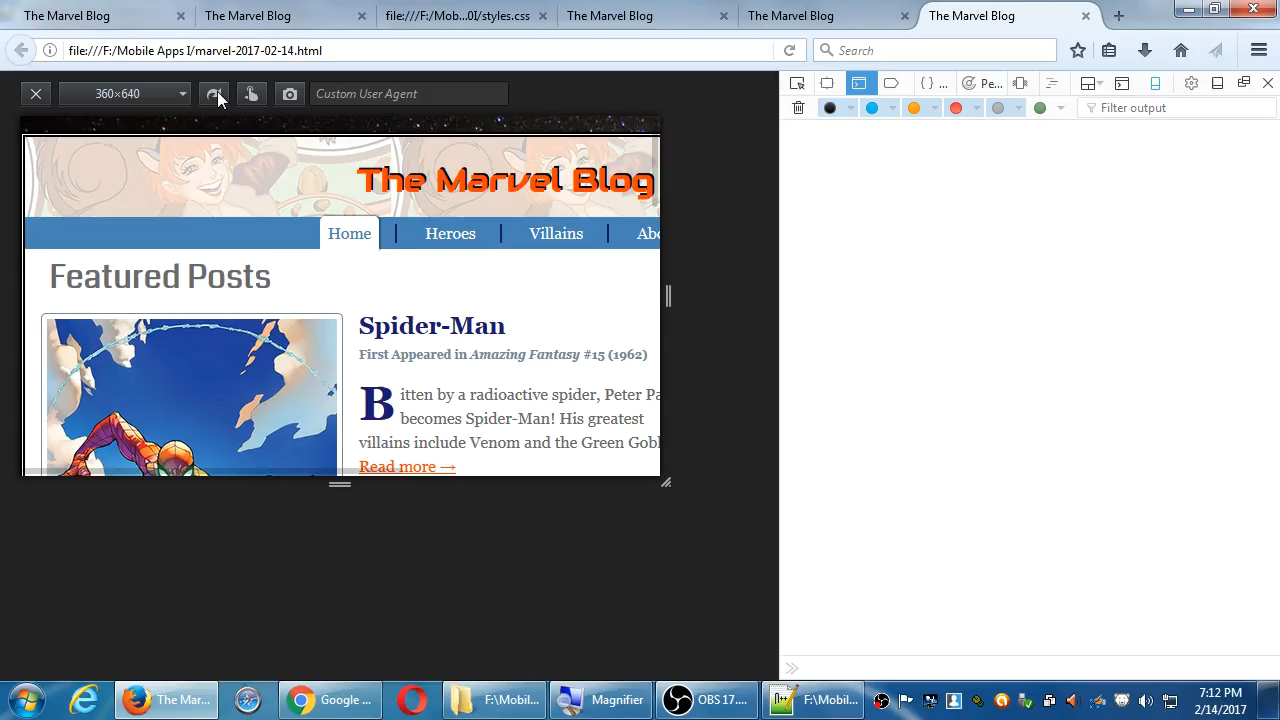 The Marvel Blog
The Marvel Blog
file:///F:/Mob...0I/styles.css
The Marvel Blog
The Marvel Blog
The Marvel Blog
file:///F:/Mobile Apps I/marvel-2017-02-14.html
Search
360×640
Custom User Agent
{ } ...
Pe...
Filter output
The Marvel Blog
Home
Heroes
Villains
Abo
Featured Posts
Spider-Man
First Appeared in Amazing Fantasy #15 (1962)
Bitten by a radioactive spider, Peter Pa
becomes Spider-Man! His greatest
villains include Venom and the Green Gobl
Read more →
The Mar...
Google ...
F:\Mobil...
Magnifier
OBS 17....
F:\Mobil...
7:12 PM
2/14/2017